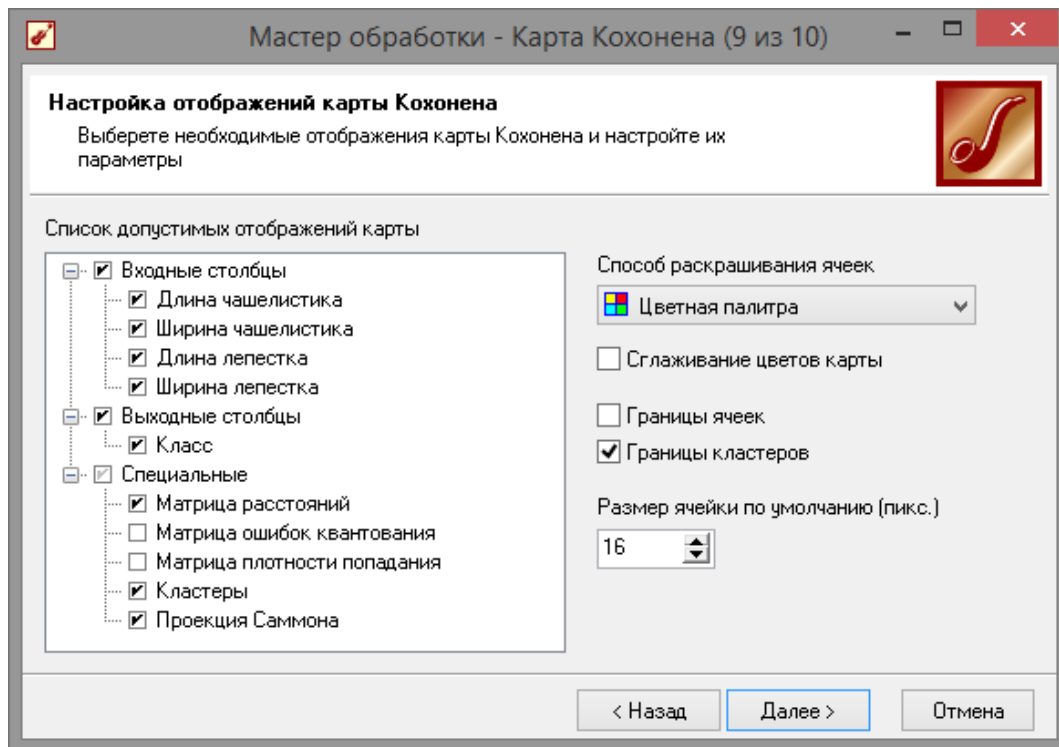 Мастер обработки - Карта Кохонена (9 из 10)
Настройка отображений карты Кохонена
Выберете необходимые отображения карты Кохонена и настройте их
параметры
Список допустимых отображений карты
Входные столбцы
Длина чашелистика
Ширина чашелистика
Длина лепестка
Ширина лепестка
Выходные столбцы
Класс
Специальные
Матрица расстояний
Матрица ошибок квантования
Матрица плотности попадания
Кластеры
Проекция Саммона
Способ раскрашивания ячеек
Цветная палитра
Сглаживание цветов карты
Границы ячеек
Границы кластеров
Размер ячейки по умолчанию (пикс.)
16
< Назад
Далее >
Отмена